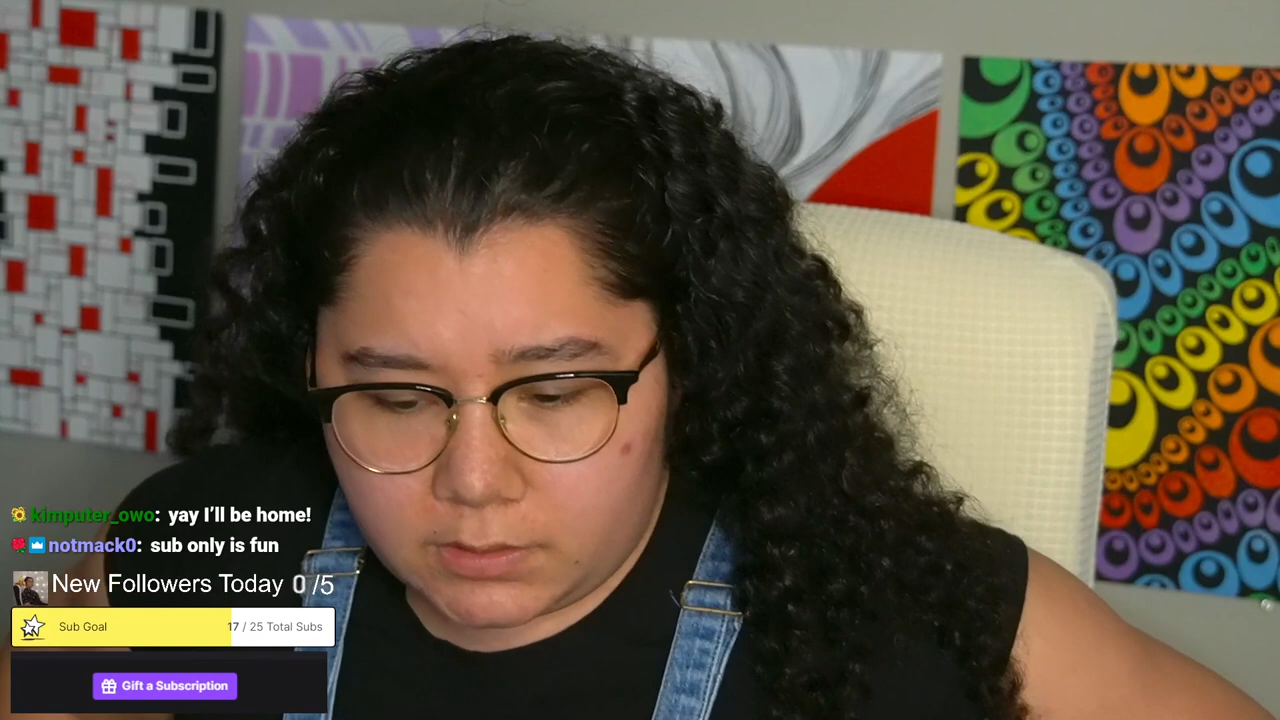 kimputer_owo: yay I'll be home!
notmack0: sub only is fun
New Followers Today 0 /5
Sub Goal 17 / 25 Total Subs
Gift a Subscription